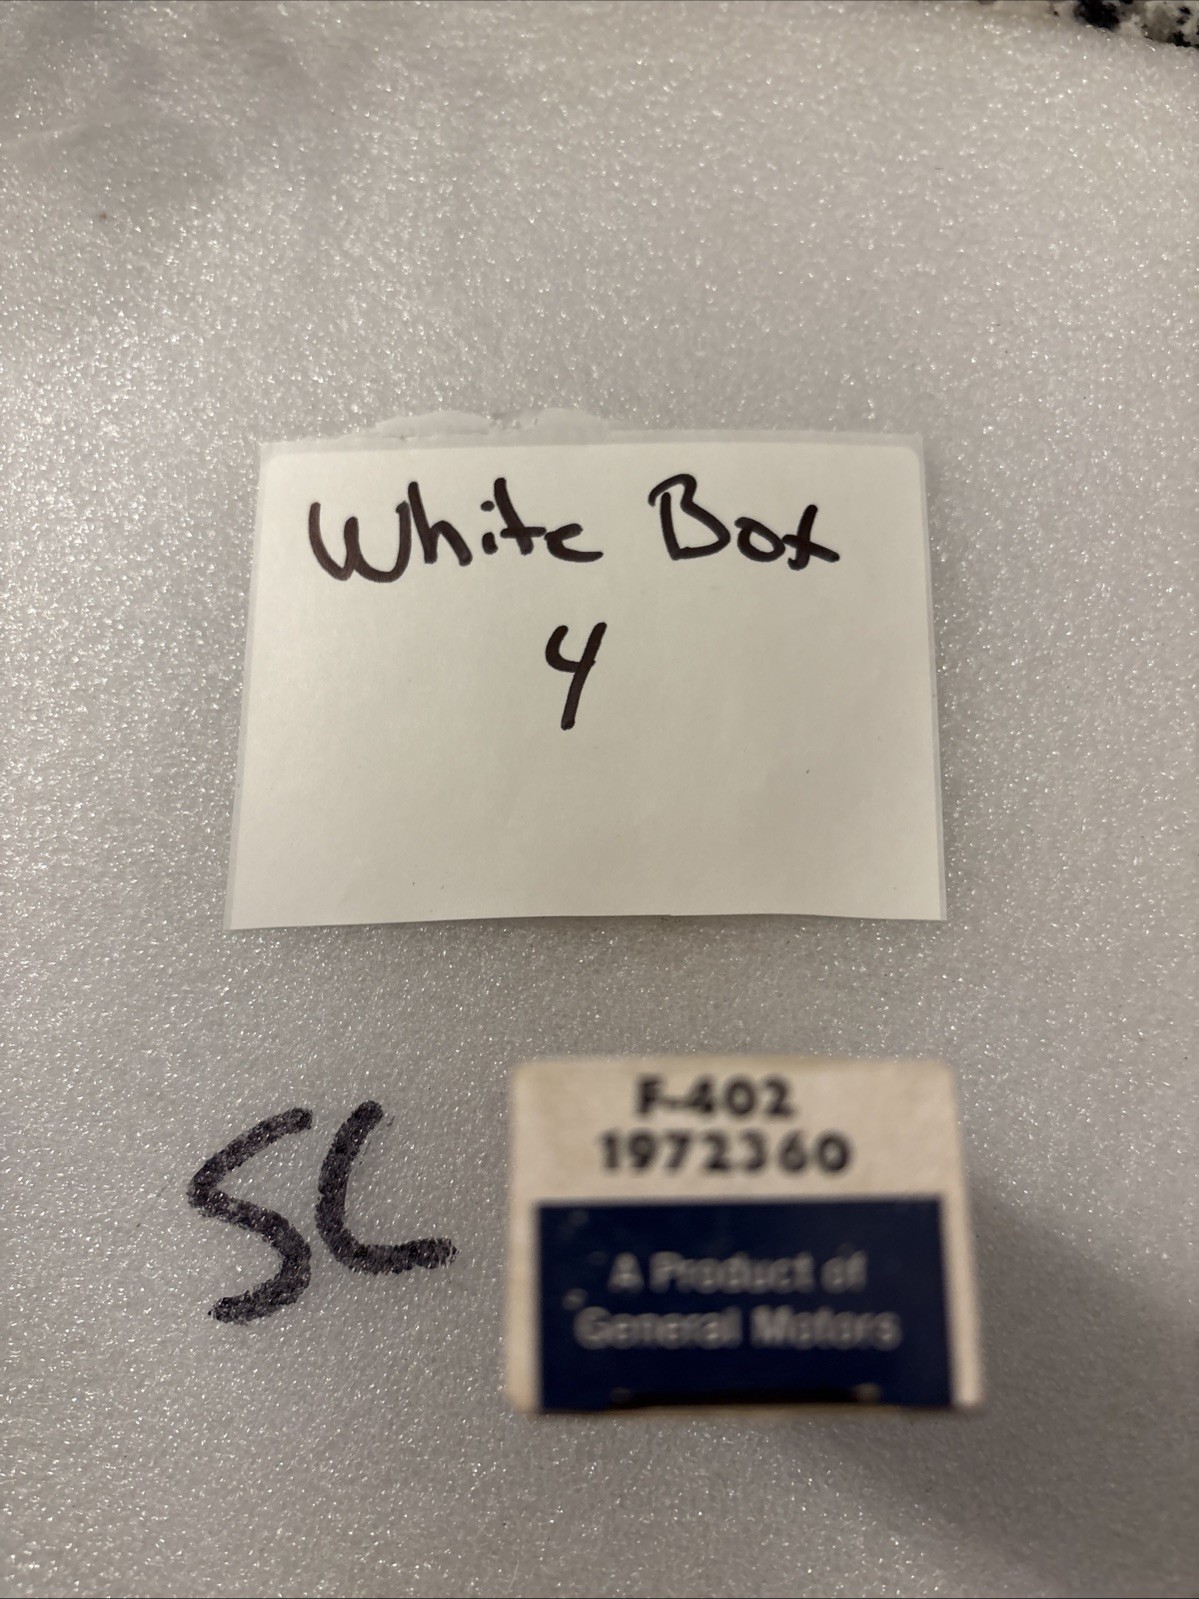 White Box
4
SC
F-402
1972360
A Product of
General Motors